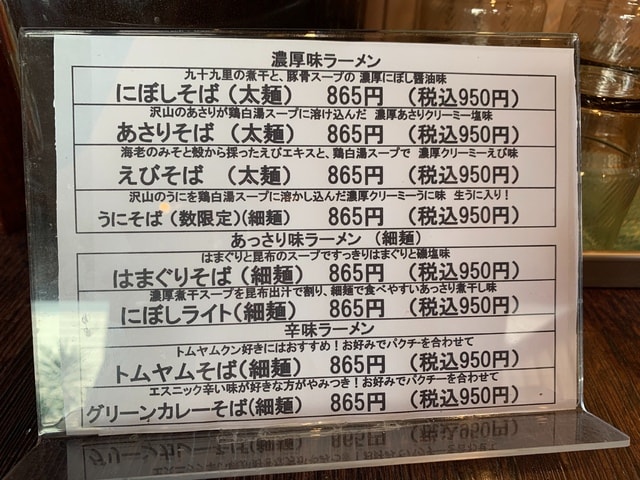 濃厚味ラーメン
九十九里の煮干と、豚骨スープの 濃厚にぼし醤油味
にぼしそば(太麺) 865円 (税込950円)
沢山のあさりが鶏白湯スープに溶け込んだ 濃厚あさりクリーミー塩味
あさりそば (太麺) 865円 (税込950円)
海老のみそと殻から採ったえびエキスと、鶏白湯スープで 濃厚クリーミーえび味
えびそば (太麺) 865円 (税込950円)
沢山のうにを鶏白湯スープに溶かし込んだ濃厚クリーミーうに味 生うに入り!
うにそば(数限定)(細麺) 865円 (税込950円)
あっさり味ラーメン (細麺)
はまぐりと昆布のスープですっきりはまぐりと磯塩味
はまぐりそば(細麺) 865円 (税込950円)
濃厚煮干スープを昆布出汁で割り、細麺で食べやすいあっさり煮干し味
にぼしライト(細麺) 865円 (税込950円)
辛味ラーメン
トムヤムクン好きにはおすすめ!お好みでパクチーを合わせて
トムヤムそば(細麺) 865円 (税込950円)
エスニック辛い味が好きな方がやみつき!お好みでパクチーを合わせて
グリーンカレーそば(細麺) 865円 (税込950円)